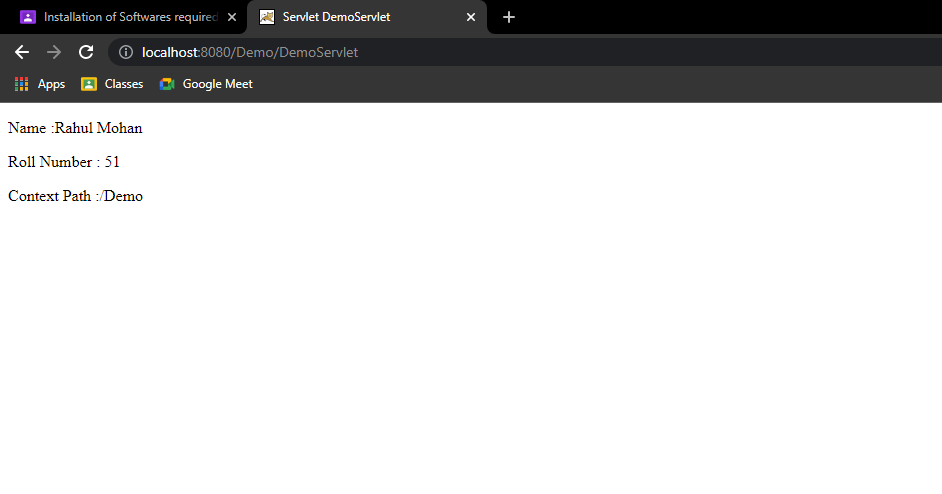 Installation of Softwares required
Servlet DemoServlet
localhost:8080/Demo/DemoServlet
Apps Classes Google Meet
Name :Rahul Mohan
Roll Number : 51
Context Path :/Demo